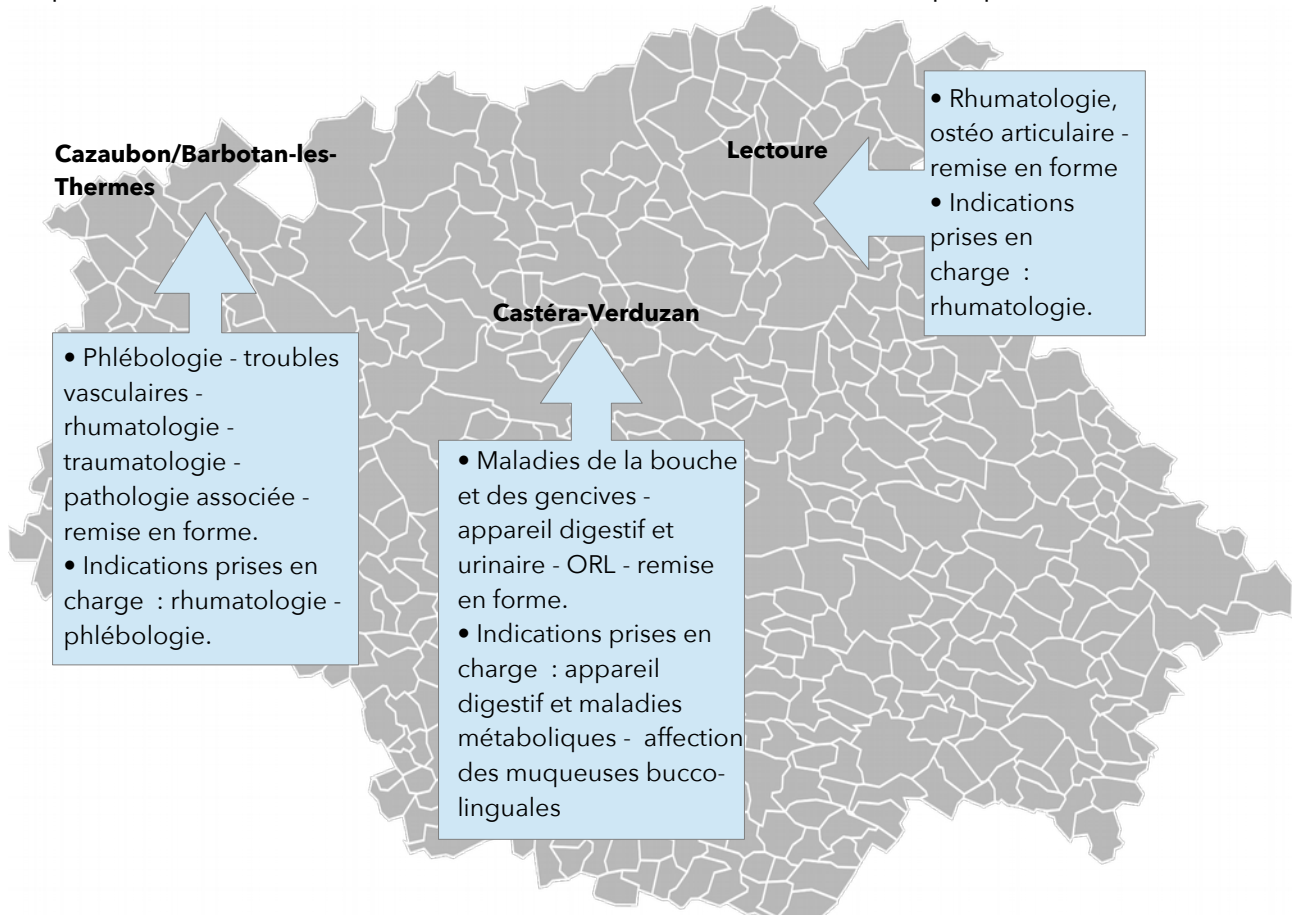 Cazaubon/Barbotan-les-
Thermes
• Phlébologie - troubles
vasculaires -
rhumatologie -
traumatologie -
pathologie associée -
remise en forme.
• Indications prises en
charge : rhumatologie -
phlébologie.
Castéra-Verduzan
• Maladies de la bouche
et des gencives -
appareil digestif et
urinaire - ORL - remise
en forme.
• Indications prises en
charge : appareil
digestif et maladies
métaboliques - affection
des muqueuses bucco-
linguales
Lectoure
• Rhumatologie,
ostéo articulaire -
remise en forme
• Indications
prises en
charge :
rhumatologie.